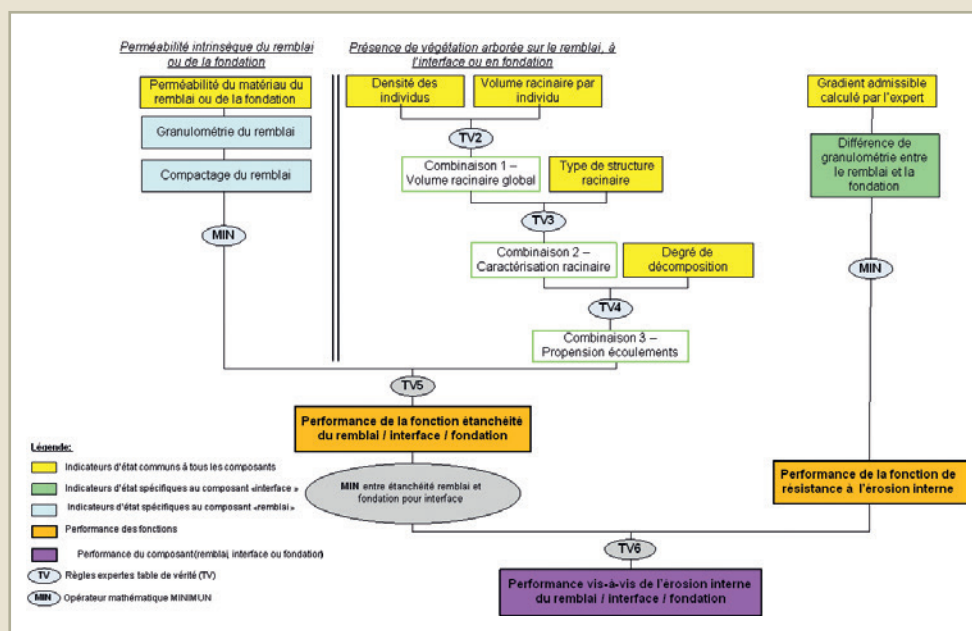 Perméabilité intrinsèque du remblai
ou de la fondation
Présence de végétation arborée sur le remblai, à
l'interface ou en fondation
Perméabilité du matériau du
remblai ou de la fondation
Granulométrie du remblai
Compactage du remblai
MIN
Densité des
individus
Volume racinaire par
individu
TV2
Combinaison 1 –
Volume racinaire global
Type de structure
racinaire
TV3
Combinaison 2 –
Caractérisation racinaire
Degré de
décomposition
TV4
Combinaison 3 –
Propension écoulements
Gradient admissible
calculé par l'expert
Différence de
granulométrie entre
le remblai et la
fondation
MIN
TV5
Performance de la fonction étanchéité
du remblai / interface / fondation
MIN entre étanchéité remblai et
fondation pour interface
Performance de la fonction de
résistance à l'érosion interne
TV6
Performance vis-à-vis de l'érosion interne
du remblai / interface / fondation
Légende:
Indicateurs d'état communs à tous les composants
Indicateurs d'état spécifiques au composant «interface »
Indicateurs d'état spécifiques au composant «remblai »
Performance des fonctions
Performance du composant(remblai, interface ou fondation)
TV Règles expertes table de vérité (TV)
MIN Opérateur mathématique MINIMUN